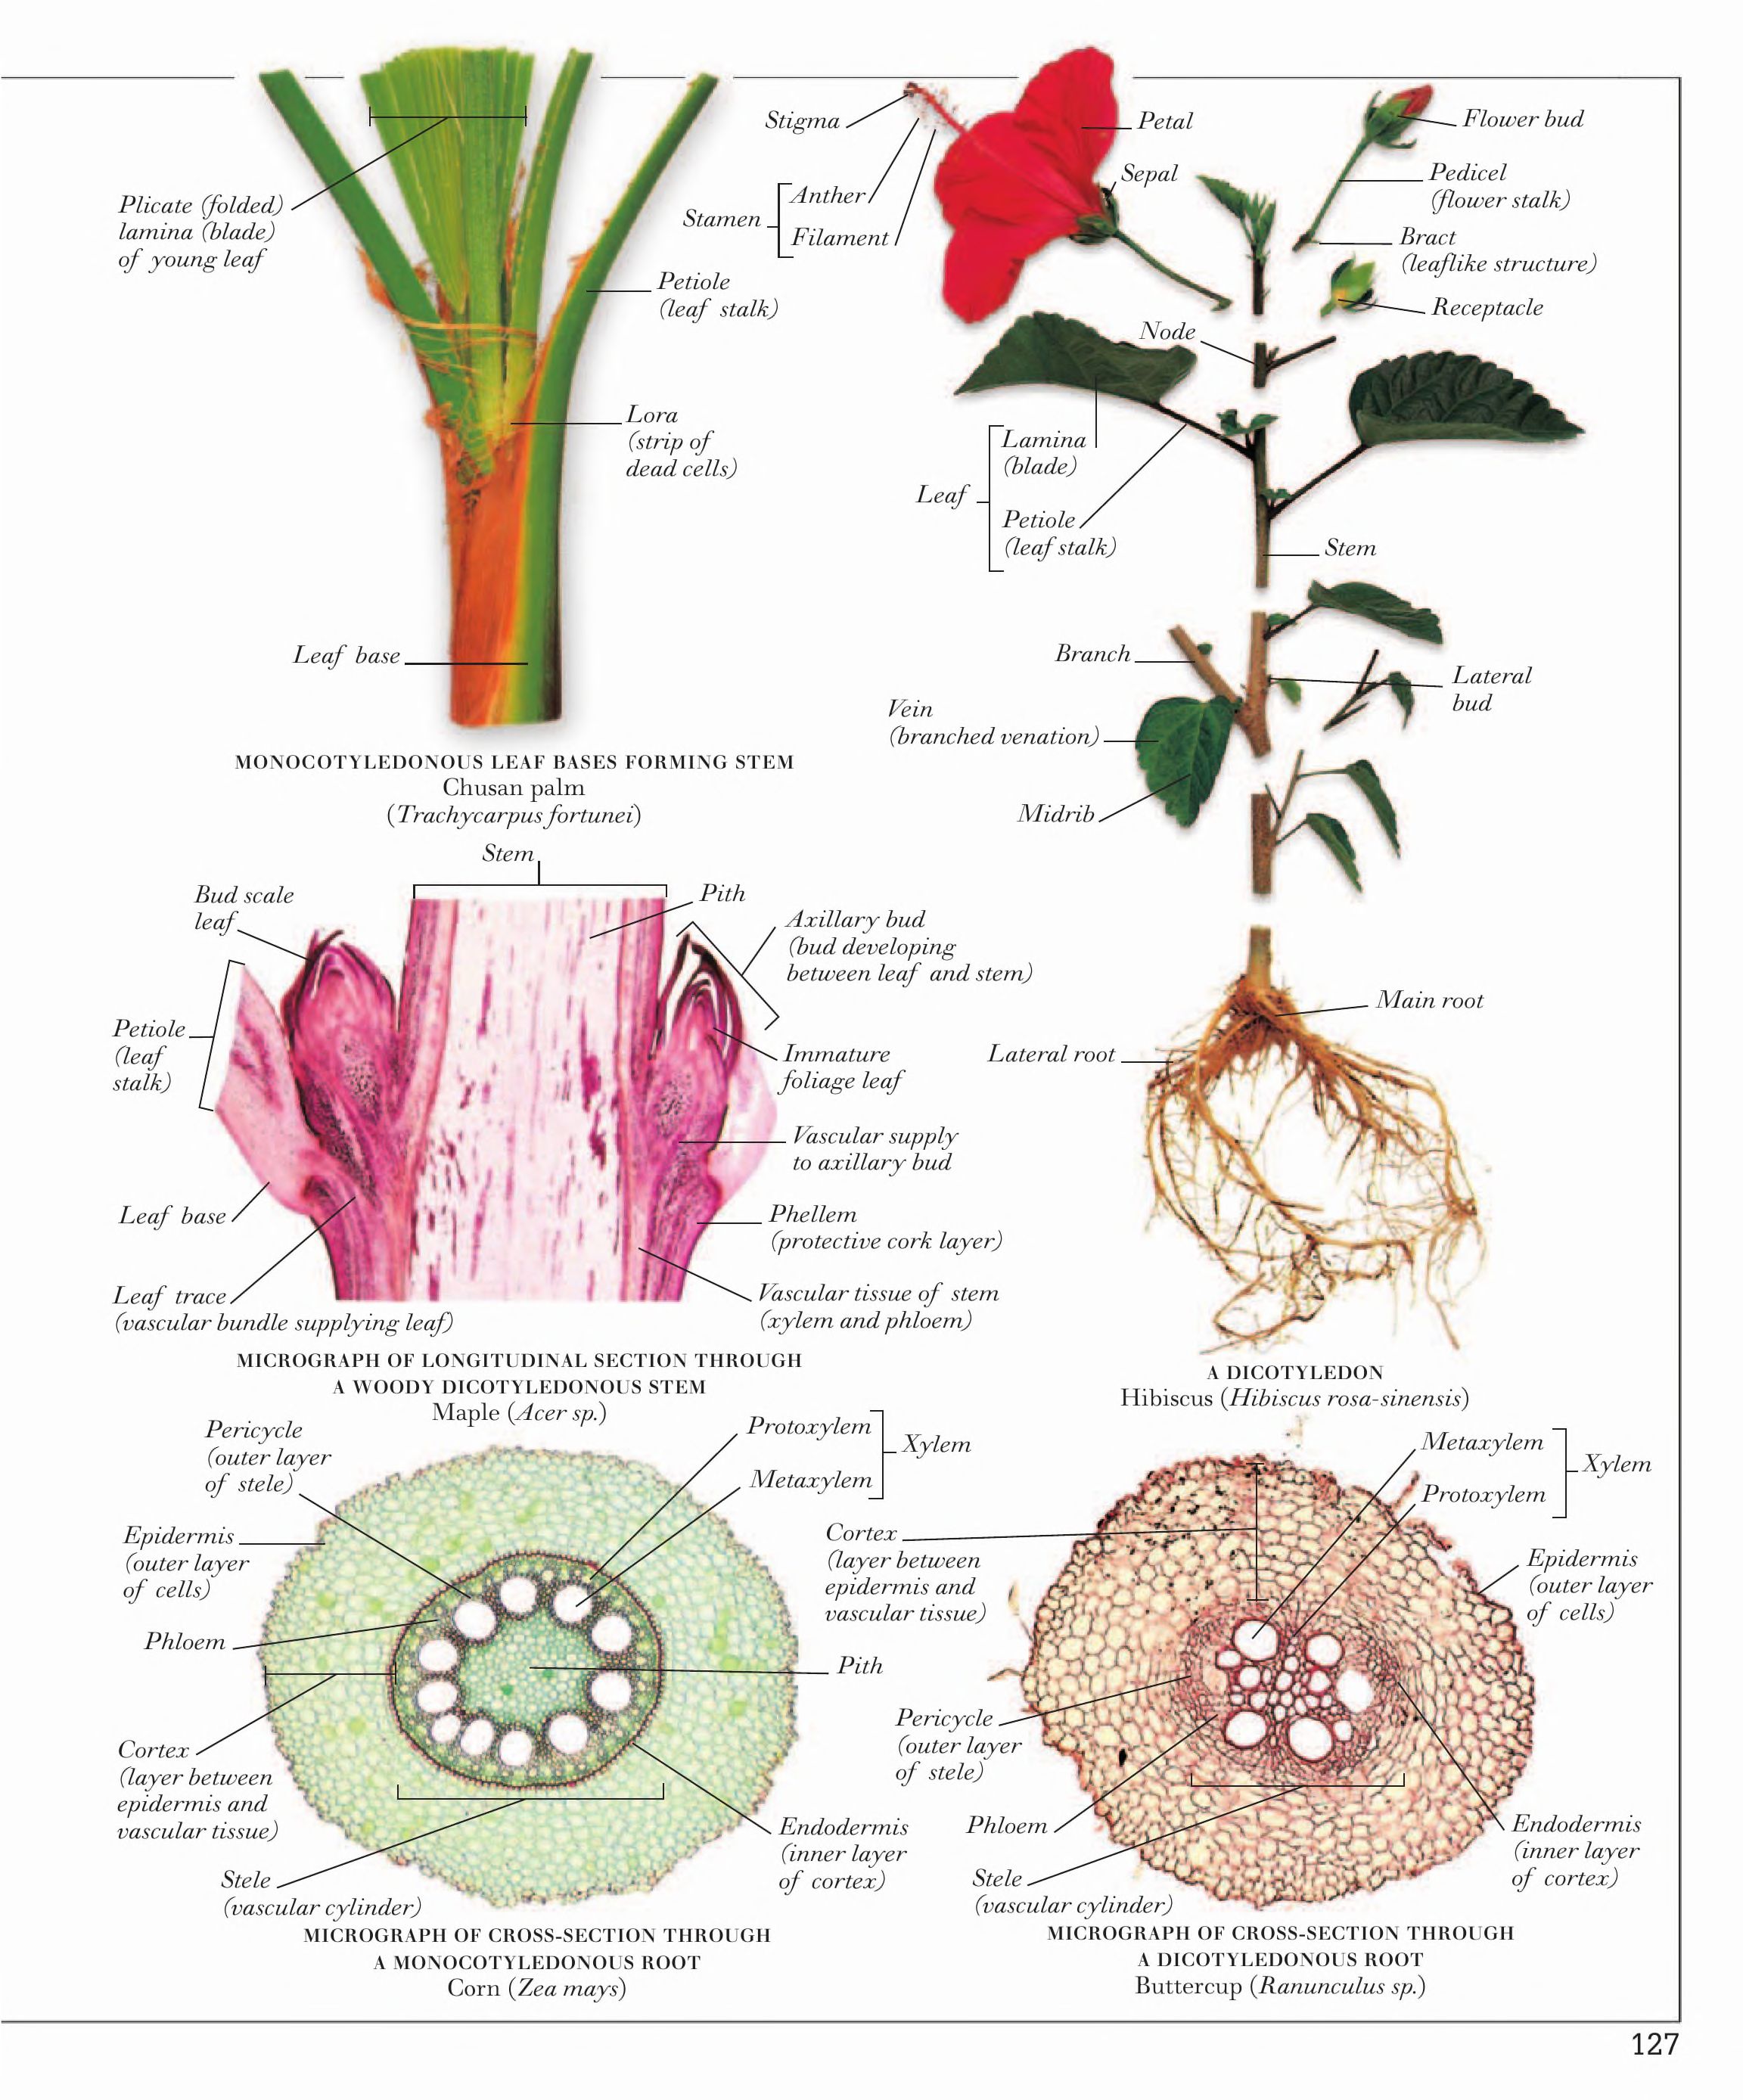 Plicate (folded)
lamina (blade)
of young leaf
Petiole
(leaf stalk)
Lora
(strip of
dead cells)
Leaf base
MONOCOTYLEDONOUS LEAF BASES FORMING STEM
Chusan palm
(Trachycarpus fortunei)
Stigma
Stamen
Anther
Filament
Petal
Sepal
Flower bud
Pedicel
(flower stalk)
Bract
(leaflike structure)
Receptacle
Node
Leaf
Lamina
(blade)
Petiole
(leaf stalk)
Stem
Branch
Lateral
bud
Vein
(branched venation)
Midrib
Main root
Lateral root
A DICOTYLEDON
Hibiscus (Hibiscus rosa-sinensis)
Stem
Bud scale
leaf
Pith
Axillary bud
(bud developing
between leaf and stem)
Petiole
(leaf
stalk)
Immature
foliage leaf
Vascular supply
to axillary bud
Leaf base
Phellem
(protective cork layer)
Leaf trace
(vascular bundle supplying leaf)
Vascular tissue of stem
(xylem and phloem)
MICROGRAPH OF LONGITUDINAL SECTION THROUGH
A WOODY DICOTYLEDONOUS STEM
Maple (Acer sp.)
Pericycle
(outer layer
of stele)
Protoxylem
Metaxylem
Xylem
Epidermis
(outer layer
of cells)
Phloem
Pith
Cortex
(layer between
epidermis and
vascular tissue)
Stele
(vascular cylinder)
Endodermis
(inner layer
of cortex)
MICROGRAPH OF CROSS-SECTION THROUGH
A MONOCOTYLEDONOUS ROOT
Corn (Zea mays)
Metaxylem
Protoxylem
Xylem
Cortex
(layer between
epidermis and
vascular tissue)
Epidermis
(outer layer
of cells)
Pericycle
(outer layer
of stele)
Phloem
Stele
(vascular cylinder)
Endodermis
(inner layer
of cortex)
MICROGRAPH OF CROSS-SECTION THROUGH
A DICOTYLEDONOUS ROOT
Buttercup (Ranunculus sp.)
127